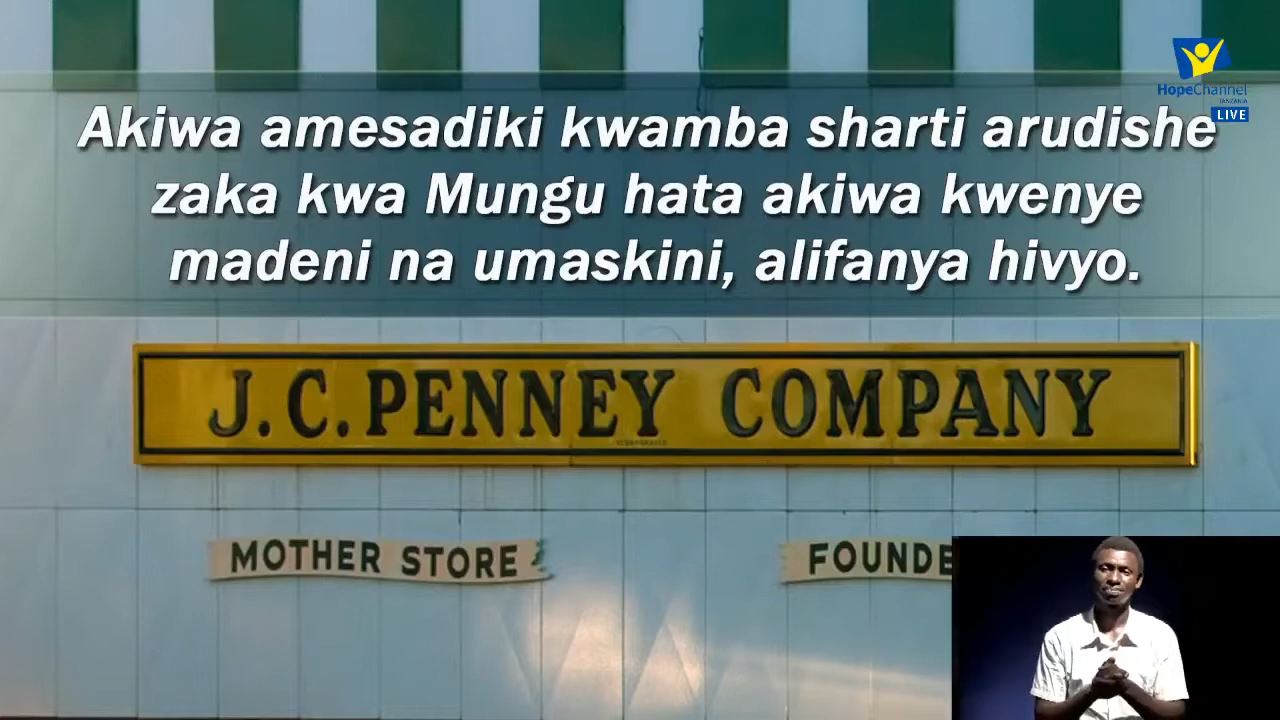 HopeChannel
TANZANIA
LIVE
Akiwa amesadiki kwamba sharti arudishe
zaka kwa Mungu hata akiwa kwenye
madeni na umaskini, alifanya hivyo.
J.C. PENNEY COMPANY
MOTHER STORE
FOUNDE